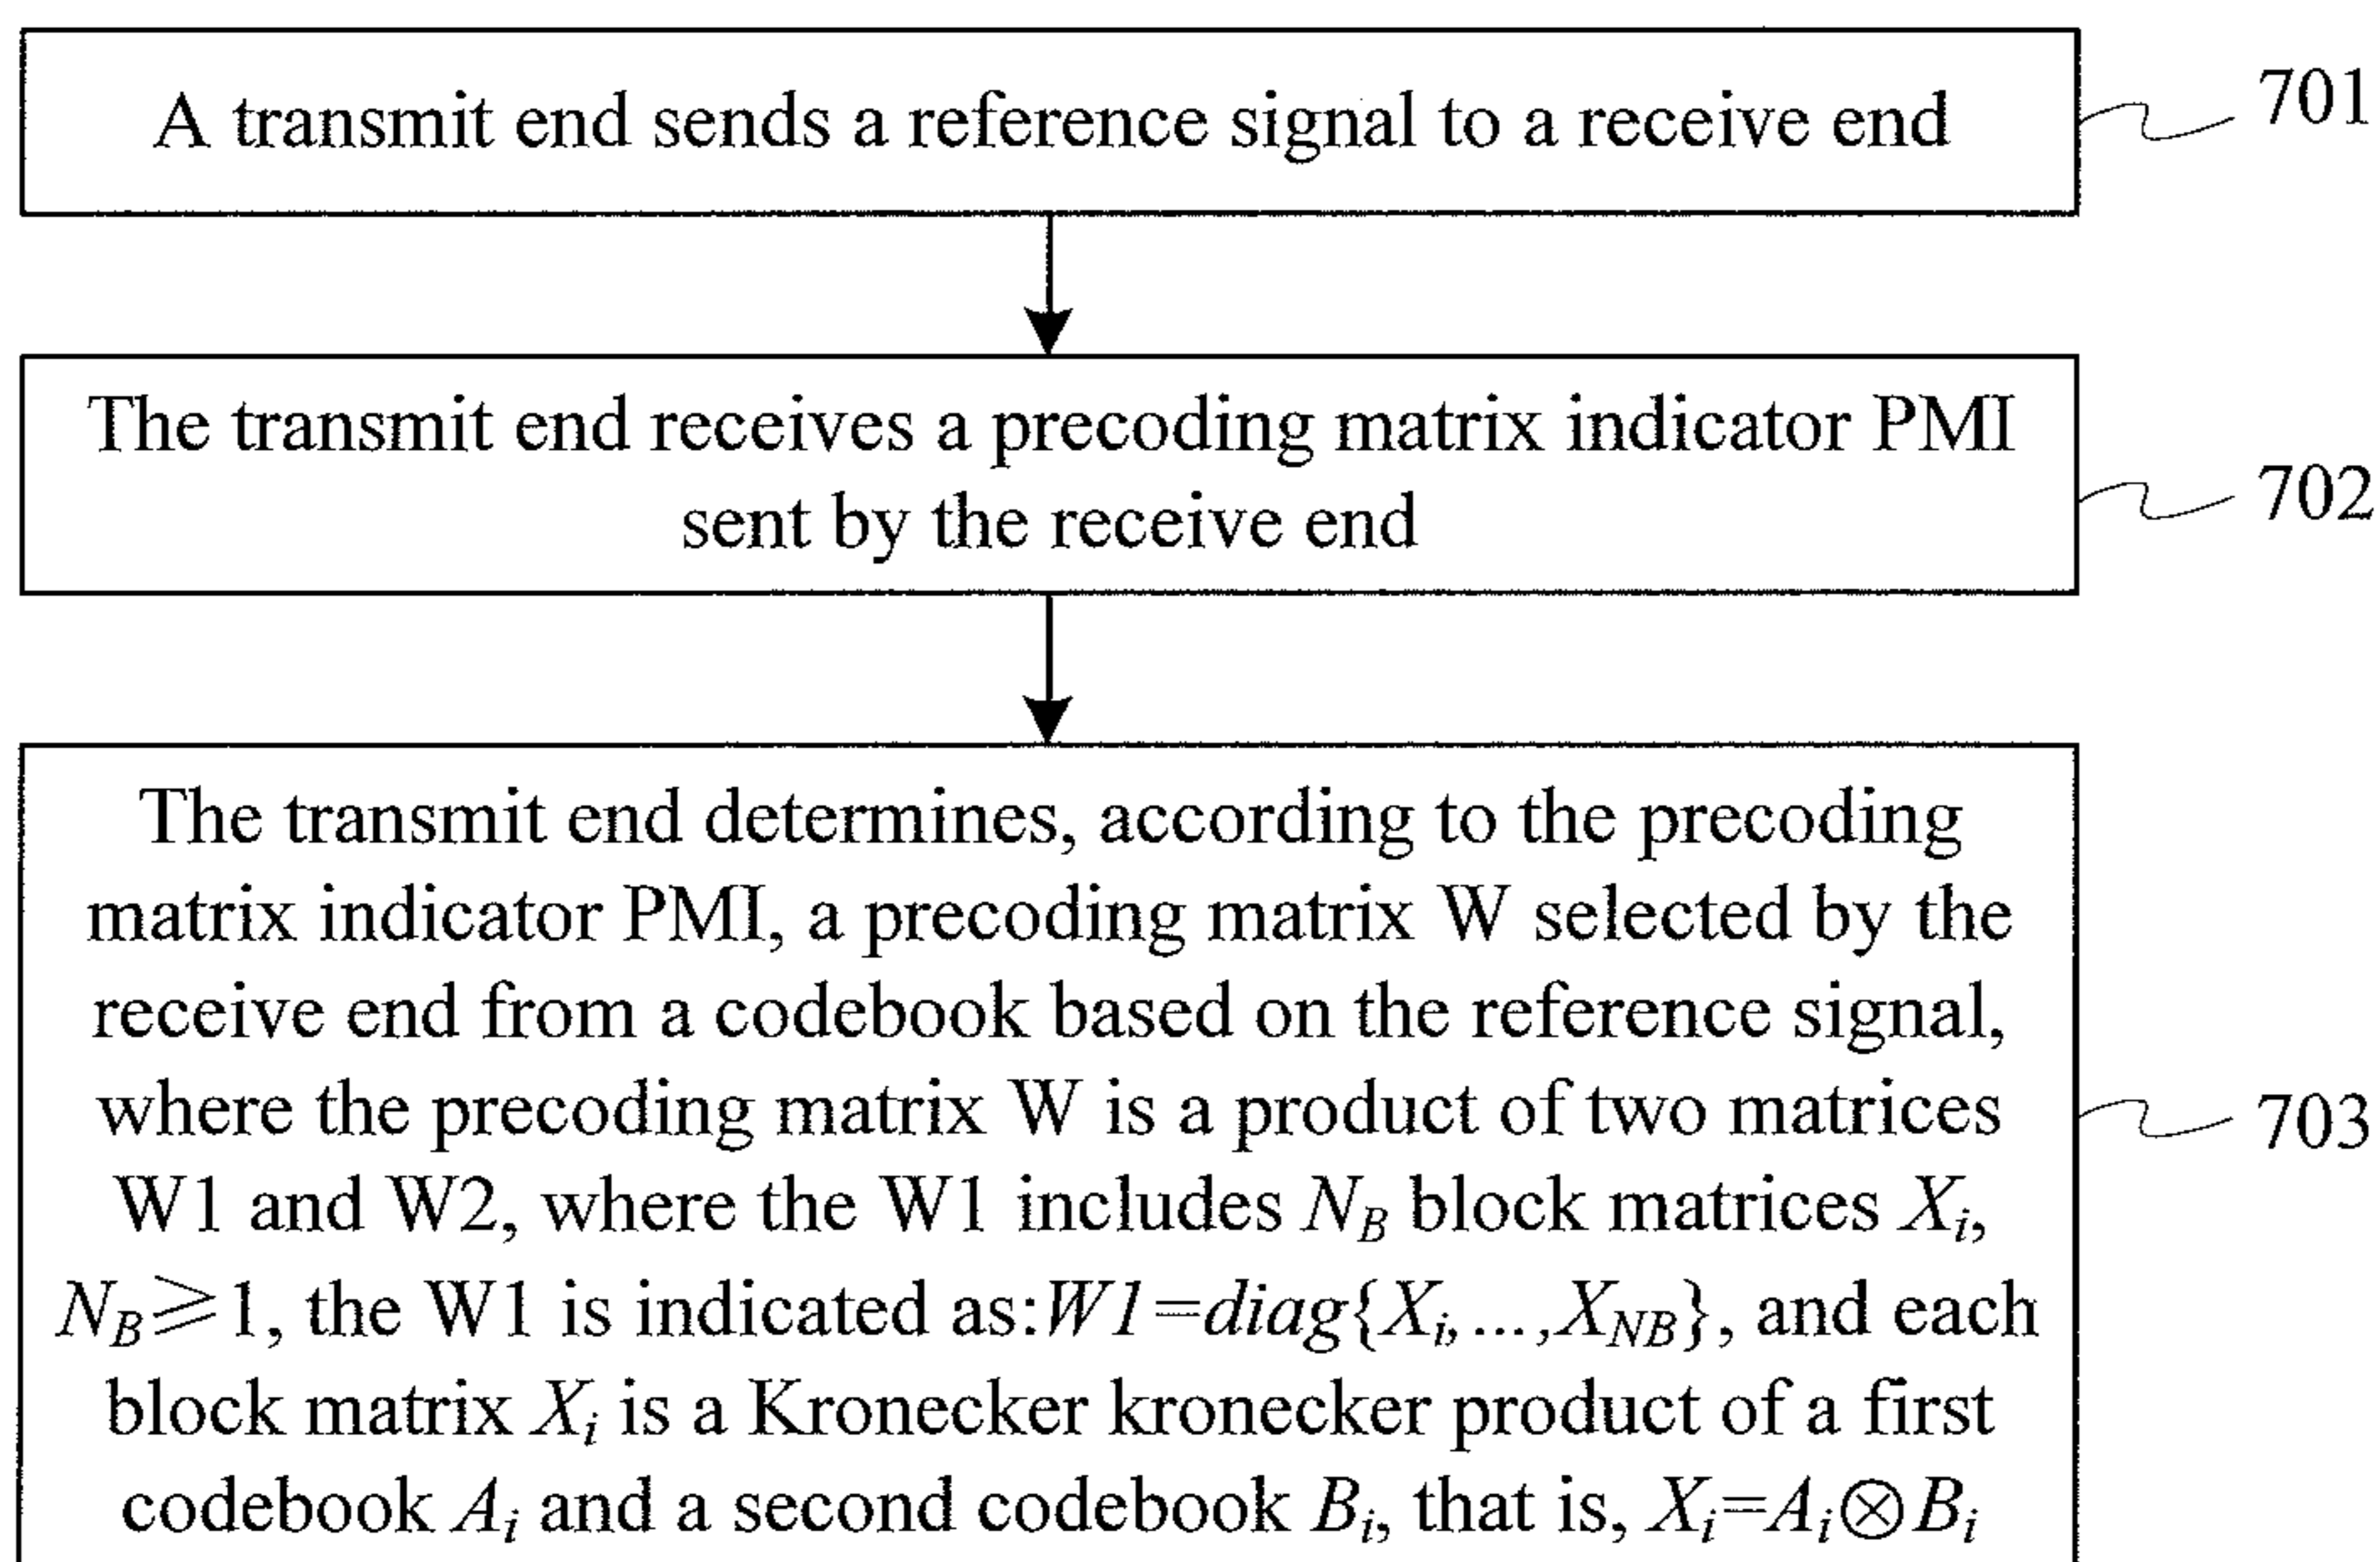 A transmit end sends a reference signal to a receive end
701
The transmit end receives a precoding matrix indicator PMI
sent by the receive end
702
The transmit end determines, according to the precoding
matrix indicator PMI, a precoding matrix W selected by the
receive end from a codebook based on the reference signal,
where the precoding matrix W is a product of two matrices
W1 and W2, where the W1 includes N_B block matrices X_i,
N_B⩾1, the W1 is indicated as:W1=diag{X_i,...,X_NB}, and each
block matrix X_i is a Kronecker kronecker product of a first
codebook A_i and a second codebook B_i, that is, X_i=A_i⊗B_i
703